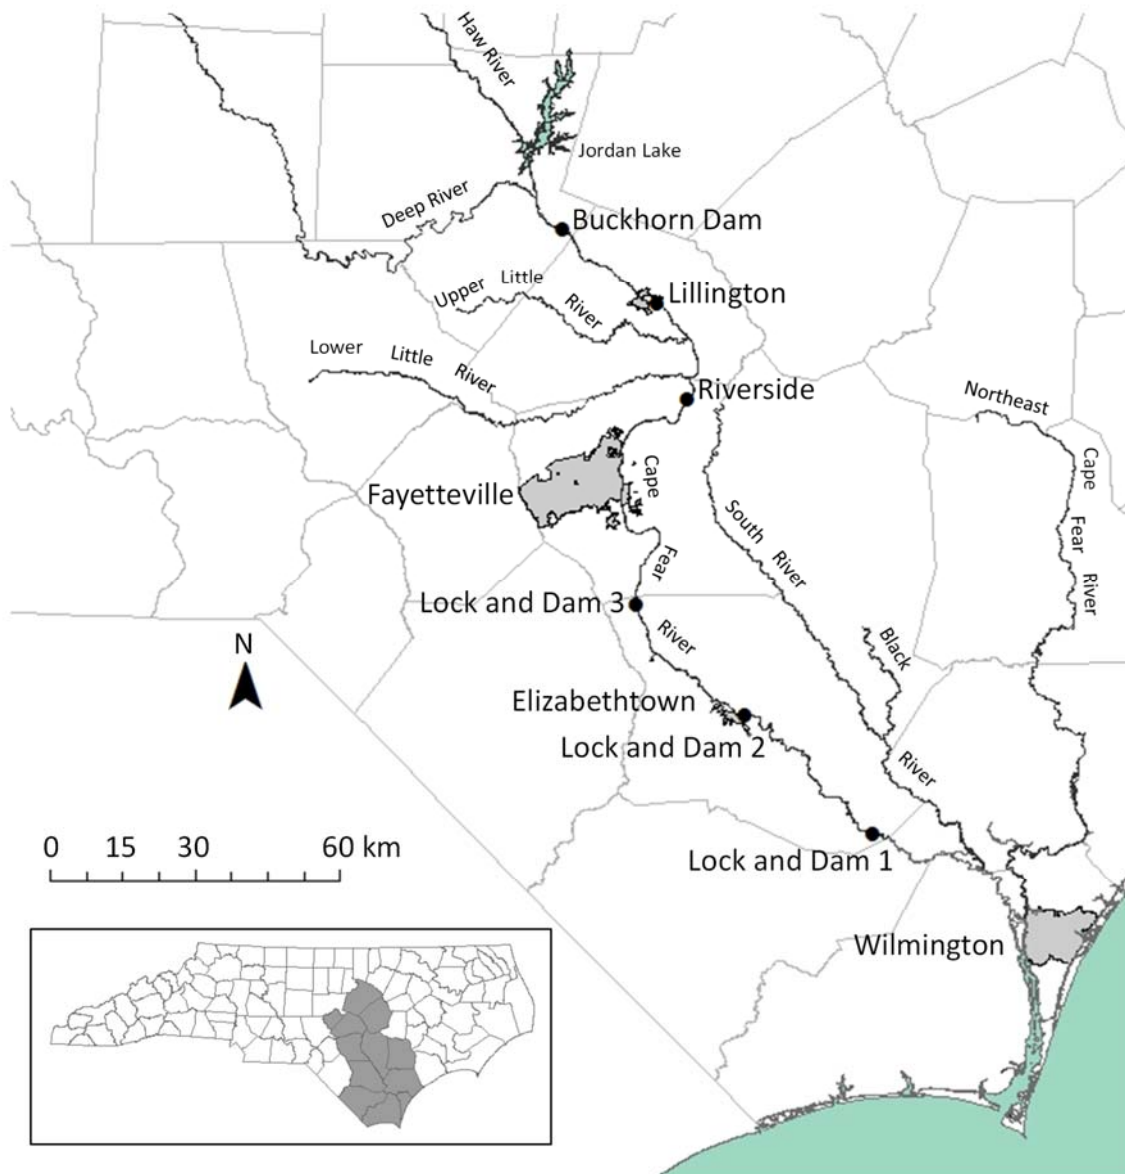 Haw River
Jordan Lake
Deep River
Buckhorn Dam
Upper Little River
Lillington
Lower Little River
Riverside
Northeast Cape Fear River
Fayetteville
Cape Fear River
South River
Lock and Dam 3
N
Black River
Elizabethtown
Lock and Dam 2
0 15 30 60 km
Lock and Dam 1
Wilmington